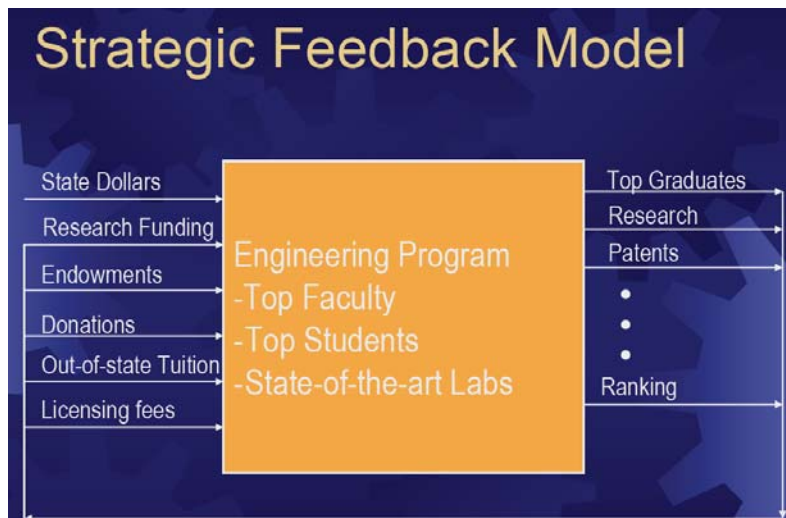 Strategic Feedback Model
State Dollars
Research Funding
Endowments
Donations
Out-of-state Tuition
Licensing fees
Engineering Program
-Top Faculty
-Top Students
-State-of-the-art Labs
Top Graduates
Research
Patents
Ranking